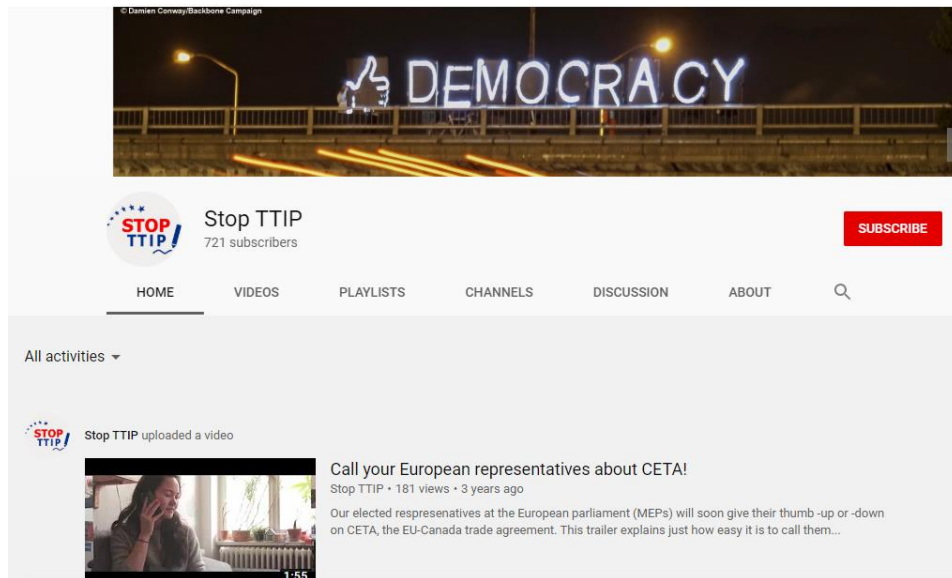 © Damien Conway/Backbone Campaign
DEMOCRACY
STOP
TTIP!
Stop TTIP
721 subscribers
SUBSCRIBE
HOME VIDEOS PLAYLISTS CHANNELS DISCUSSION ABOUT
All activities
STOP
TTIP!
Stop TTIP uploaded a video
Call your European representatives about CETA!
Stop TTIP • 181 views • 3 years ago
Our elected respresenatives at the European parliament (MEPs) will soon give their thumb -up or -down
on CETA, the EU-Canada trade agreement. This trailer explains just how easy it is to call them...
1:55